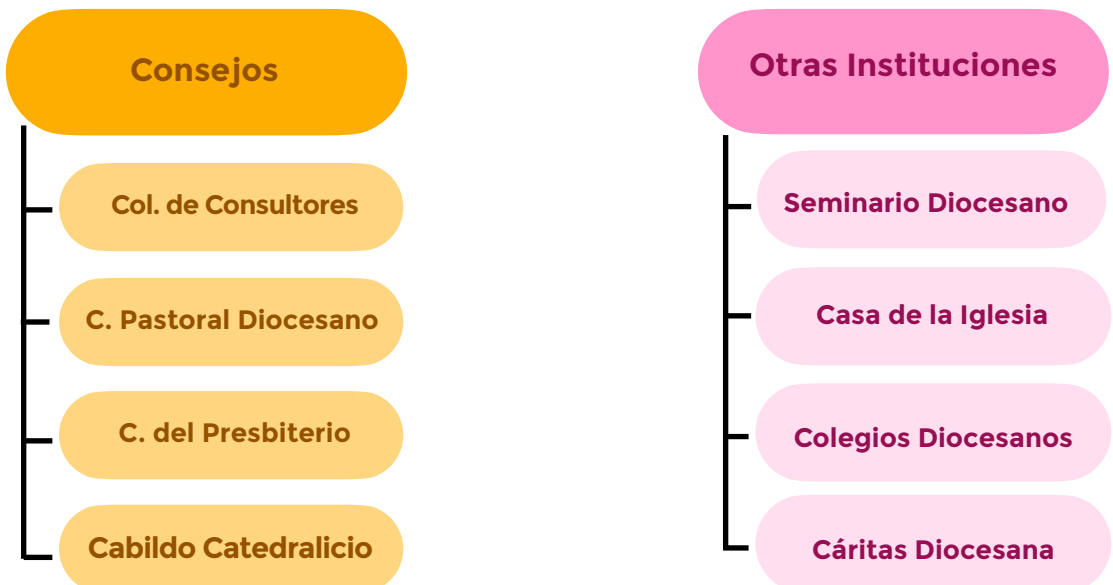 Consejos
Col. de Consultores
C. Pastoral Diocesano
C. del Presbiterio
Cabildo Catedralicio
Otras Instituciones
Seminario Diocesano
Casa de la Iglesia
Colegios Diocesanos
Cáritas Diocesana